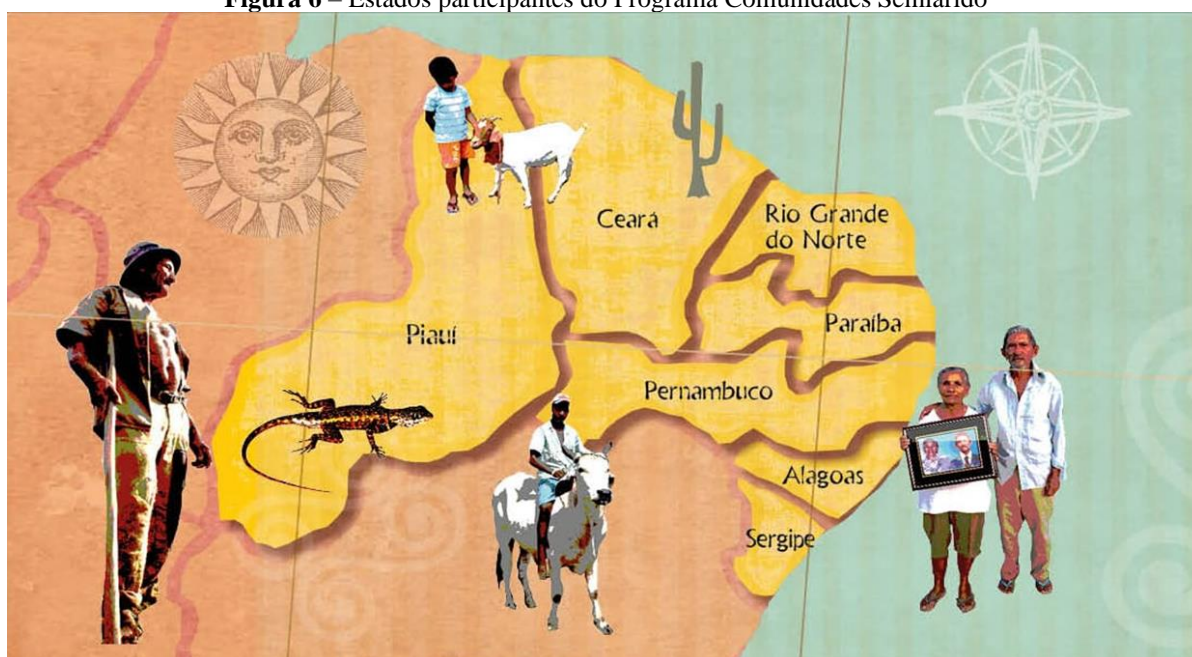 Figura 6 – Estados participantes do Programa Comunidades Semiárido
Ceará
Rio Grande
do Norte
Piauí
Paraíba
Pernambuco
Alagoas
Sergipe